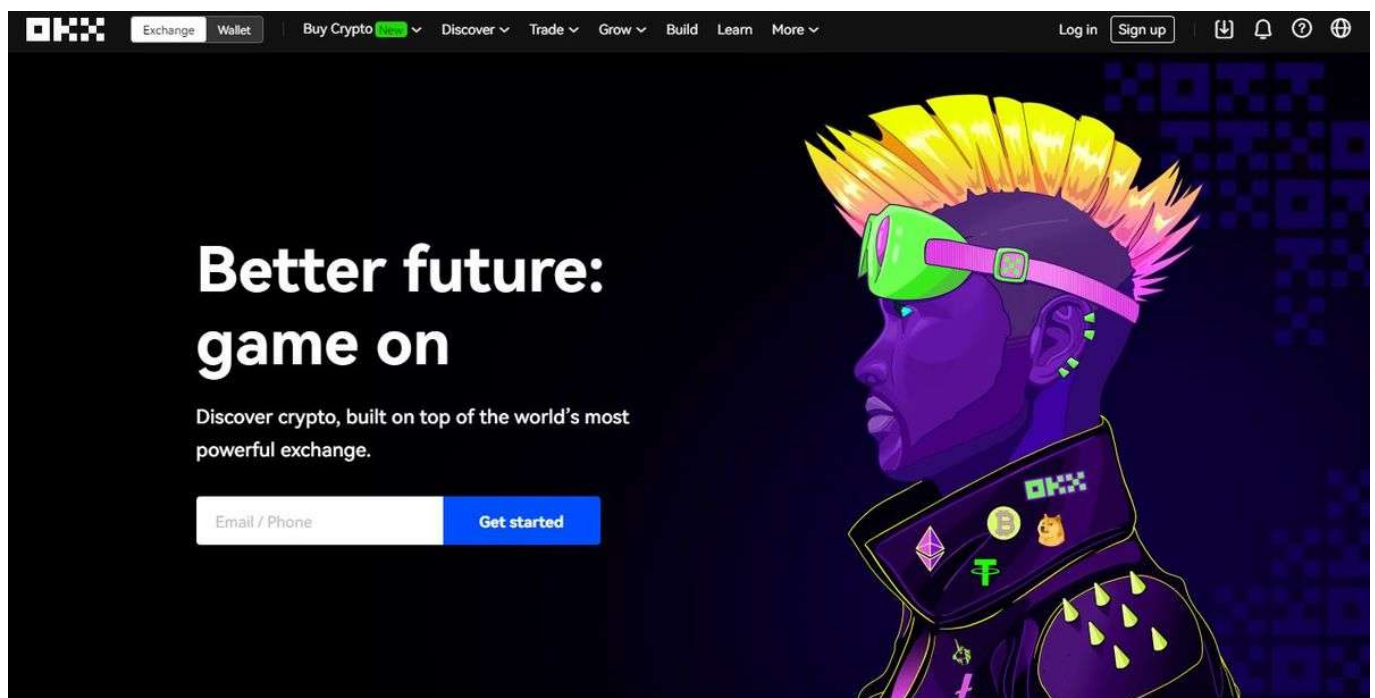 OKX
Exchange Wallet Buy Crypto New Discover Trade Grow Build Learn More Log in Sign up
Better future:
game on
Discover crypto, built on top of the world's most
powerful exchange.
Email / Phone Get started
OKX